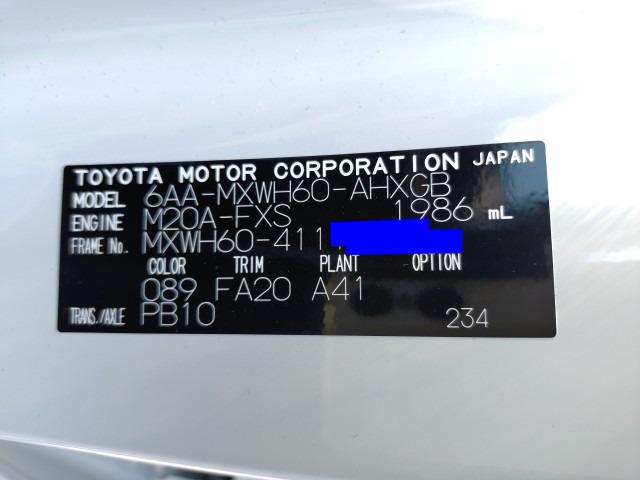 TOYOTA MOTOR CORPORATION JAPAN
MODEL 6AA-MXWH60-AHXGB
ENGINE M20A-FXS 1986 mL
FRAME No. MXWH60-411
COLOR TRIM PLANT OPTION
089 FA20 A41
TRANS./AXLE PB10 234